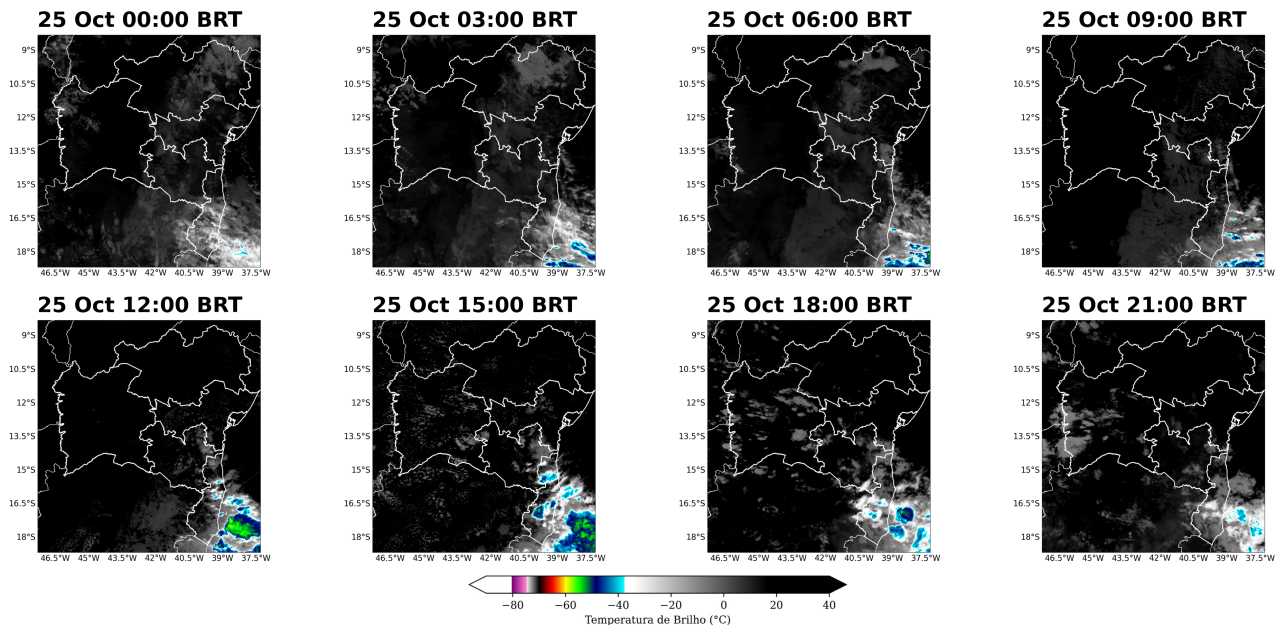 25 Oct 00:00 BRT
25 Oct 03:00 BRT
25 Oct 06:00 BRT
25 Oct 09:00 BRT
9°S
10.5°S
12°S
13.5°S
15°S
16.5°S
18°S
46.5°W 45°W 43.5°W 42°W 40.5°W 39°W 37.5°W
9°S
10.5°S
12°S
13.5°S
15°S
16.5°S
18°S
46.5°W 45°W 43.5°W 42°W 40.5°W 39°W 37.5°W
9°S
10.5°S
12°S
13.5°S
15°S
16.5°S
18°S
46.5°W 45°W 43.5°W 42°W 40.5°W 39°W 37.5°W
9°S
10.5°S
12°S
13.5°S
15°S
16.5°S
18°S
46.5°W 45°W 43.5°W 42°W 40.5°W 39°W 37.5°W
25 Oct 12:00 BRT
25 Oct 15:00 BRT
25 Oct 18:00 BRT
25 Oct 21:00 BRT
9°S
10.5°S
12°S
13.5°S
15°S
16.5°S
18°S
46.5°W 45°W 43.5°W 42°W 40.5°W 39°W 37.5°W
9°S
10.5°S
12°S
13.5°S
15°S
16.5°S
18°S
46.5°W 45°W 43.5°W 42°W 40.5°W 39°W 37.5°W
9°S
10.5°S
12°S
13.5°S
15°S
16.5°S
18°S
46.5°W 45°W 43.5°W 42°W 40.5°W 39°W 37.5°W
9°S
10.5°S
12°S
13.5°S
15°S
16.5°S
18°S
46.5°W 45°W 43.5°W 42°W 40.5°W 39°W 37.5°W
−80 −60 −40 −20 0 20 40
Temperatura de Brilho (°C)